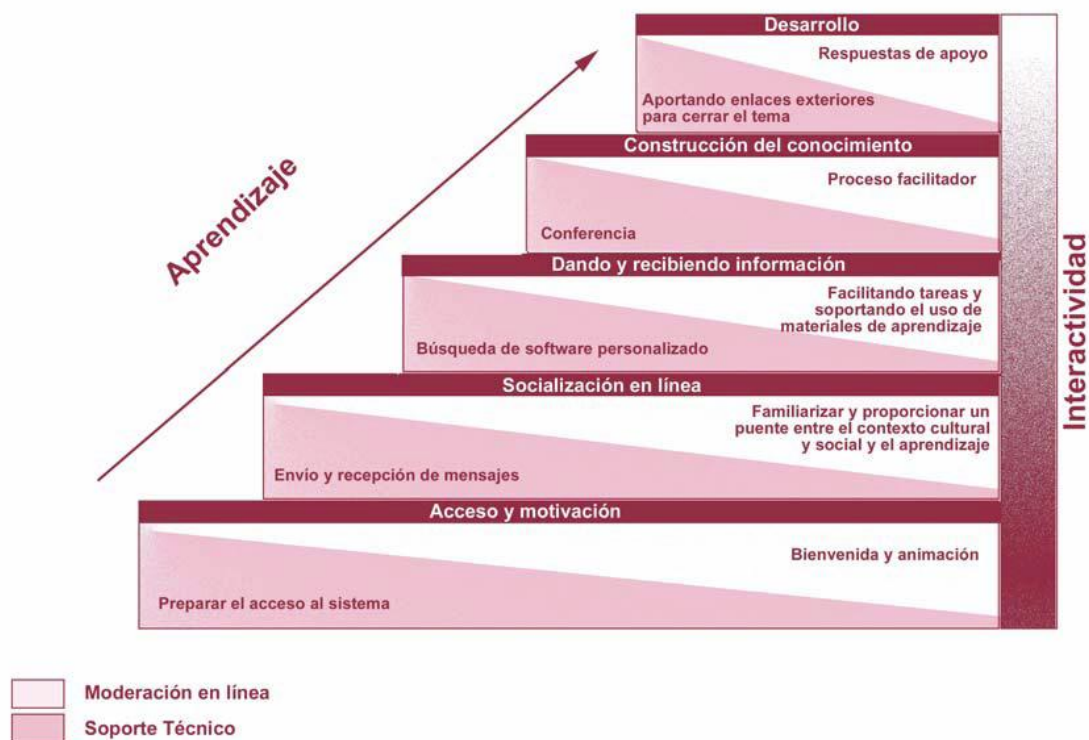 Desarrollo
Respuestas de apoyo
Aportando enlaces exteriores
para cerrar el tema
Construcción del conocimiento
Proceso facilitador
Conferencia
Dando y recibiendo información
Facilitando tareas y
soportando el uso de
materiales de aprendizaje
Búsqueda de software personalizado
Socialización en línea
Familiarizar y proporcionar un
puente entre el contexto cultural
y social y el aprendizaje
Envío y recepción de mensajes
Acceso y motivación
Bienvenida y animación
Preparar el acceso al sistema
Aprendizaje
Interactividad
Moderación en línea
Soporte Técnico